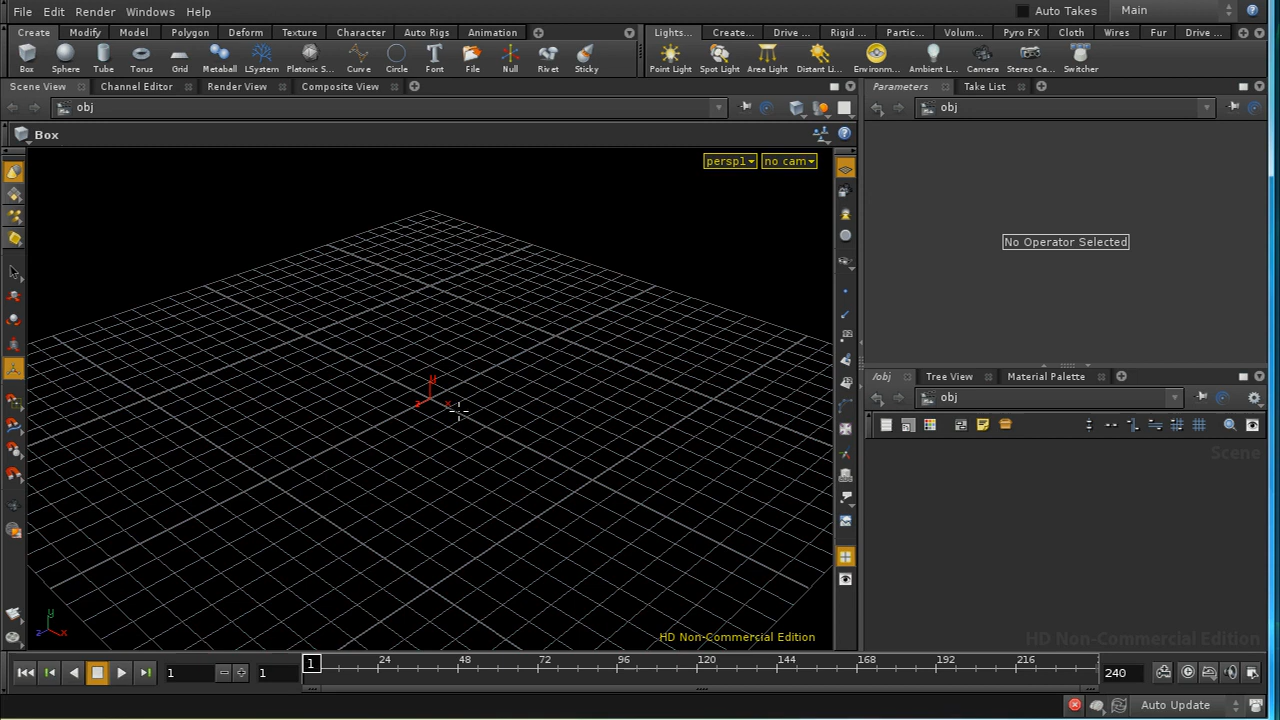 File Edit Render Windows Help Auto Takes Main
Create Modify Model Polygon Deform Texture Character Auto Rigs Animation Lights... Create... Drive ... Rigid ... Partic... Volum... Pyro FX Cloth Wires Fur Drive ...
Box Sphere Tube Torus Grid Metaball LSystem Platonic S... Curve Circle Font File Null Rivet Sticky Point Light Spot Light Area Light Distant Li... Environm... Ambient L... Camera Stereo Ca... Switcher
Scene View Channel Editor Render View Composite View Parameters Take List
obj obj
Box
persp1 no cam
No Operator Selected
y
z x
/obj Tree View Material Palette
obj
Scene
y
z x
HD Non-Commercial Edition HD Non-Commercial Edition
1 1 1 24 48 72 96 120 144 168 192 216 240
Auto Update